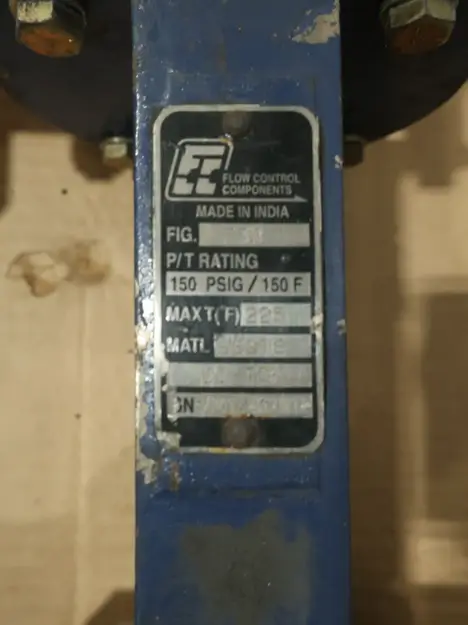 FLOW CONTROL
COMPONENTS
MADE IN INDIA
FIG.
P/T RATING
150 PSIG / 150 F
MAX T(°F) 225
MATL
SN